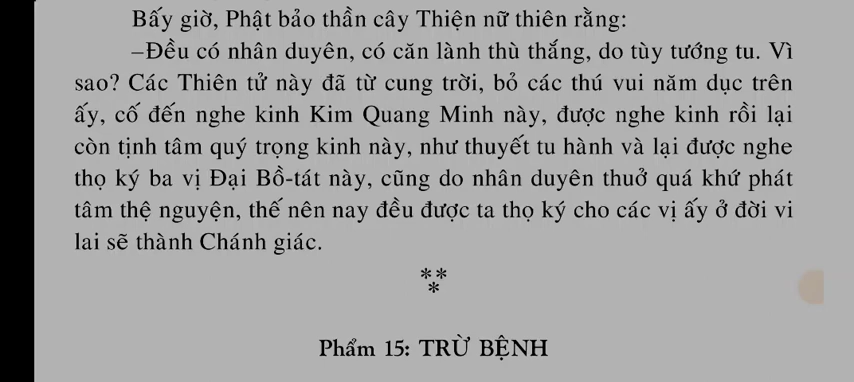 Bấy giờ, Phật bảo thần cây Thiện nữ thiên rằng:
–Đều có nhân duyên, có căn lành thù thắng, do tùy tướng tu. Vì
sao? Các Thiên tử này đã từ cung trời, bỏ các thú vui năm dục trên
ấy, cố đến nghe kinh Kim Quang Minh này, được nghe kinh rồi lại
còn tịnh tâm quý trọng kinh này, như thuyết tu hành và lại được nghe
thọ ký ba vị Đại Bồ-tát này, cũng do nhân duyên thuở quá khứ phát
tâm thệ nguyện, thế nên nay đều được ta thọ ký cho các vị ấy ở đời vi
lai sẽ thành Chánh giác.
**
*
Phẩm 15: TRỪ BỆNH